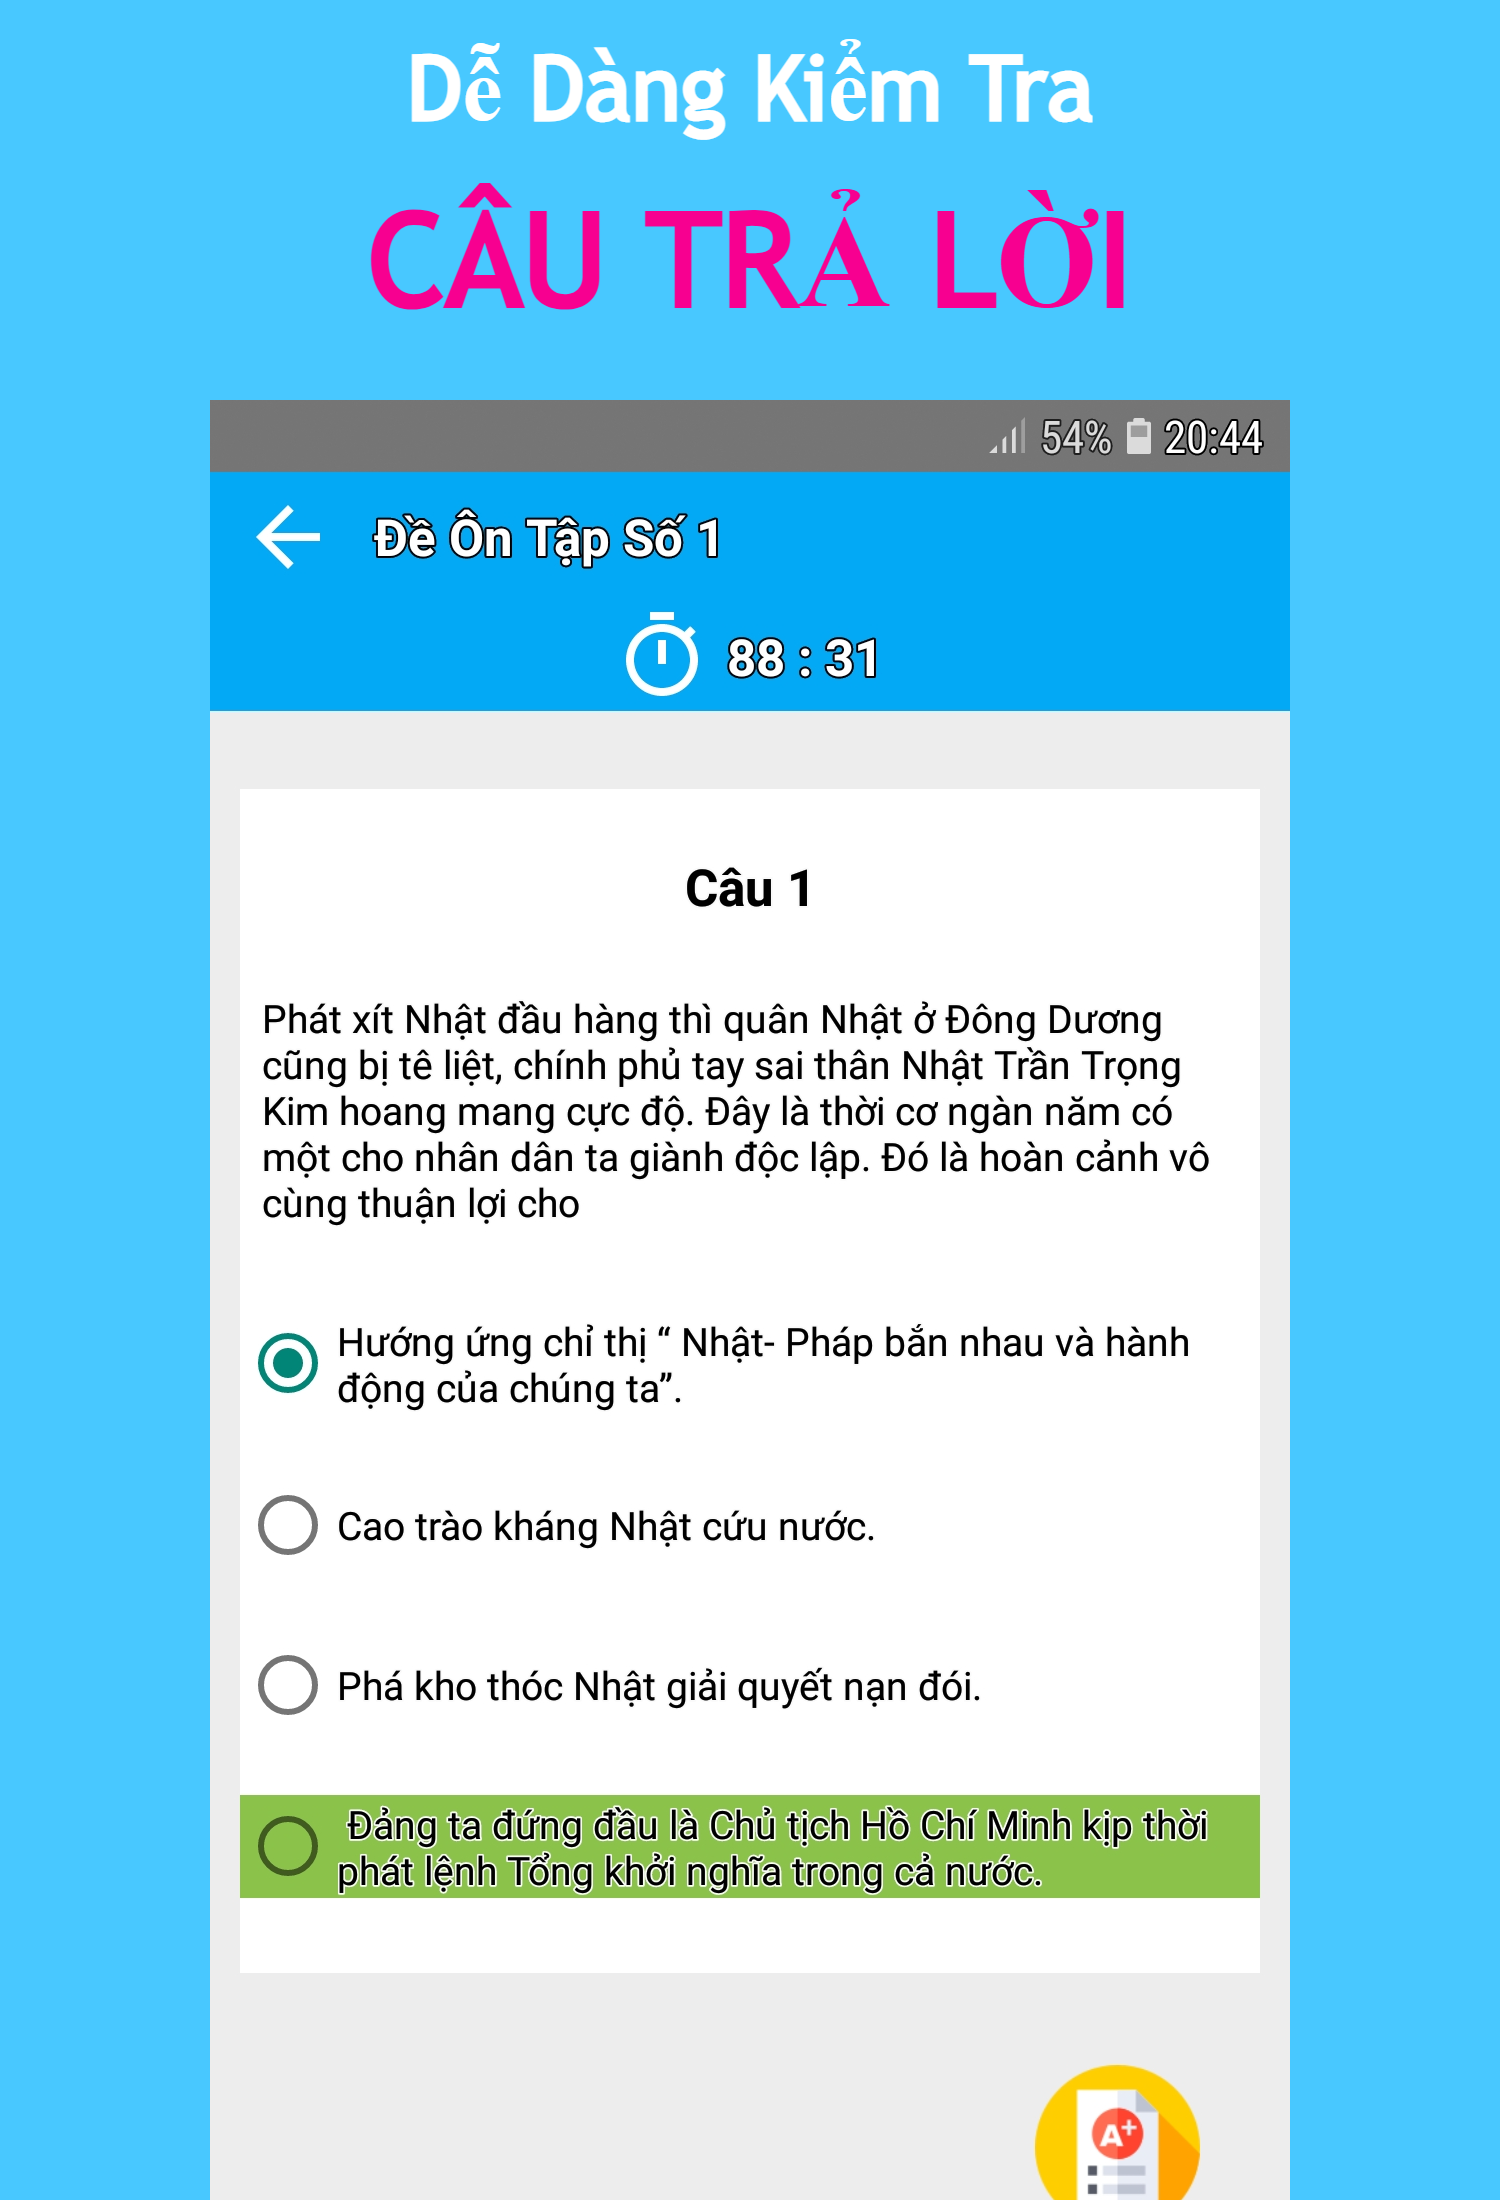 Dễ Dàng Kiểm Tra
CÂU TRẢ LỜI
54% 20:44
Đề Ôn Tập Số 1
88 : 31
Câu 1
Phát xít Nhật đầu hàng thì quân Nhật ở Đông Dương
cũng bị tê liệt, chính phủ tay sai thân Nhật Trần Trọng
Kim hoang mang cực độ. Đây là thời cơ ngàn năm có
một cho nhân dân ta giành độc lập. Đó là hoàn cảnh vô
cùng thuận lợi cho
Hướng ứng chỉ thị “ Nhật- Pháp bắn nhau và hành
động của chúng ta”.
Cao trào kháng Nhật cứu nước.
Phá kho thóc Nhật giải quyết nạn đói.
Đảng ta đứng đầu là Chủ tịch Hồ Chí Minh kịp thời
phát lệnh Tổng khởi nghĩa trong cả nước.
A+